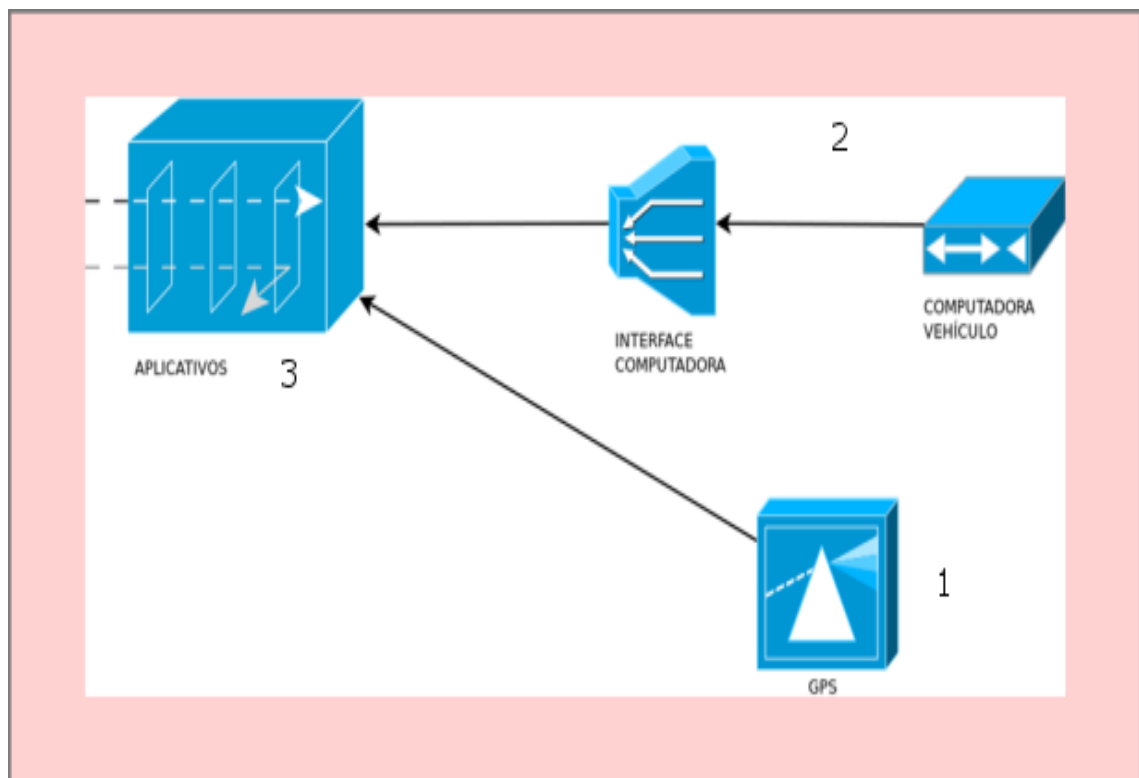 2
COMPUTADORA
VEHÍCULO
INTERFACE
COMPUTADORA
APLICATIVOS
3
1
GPS